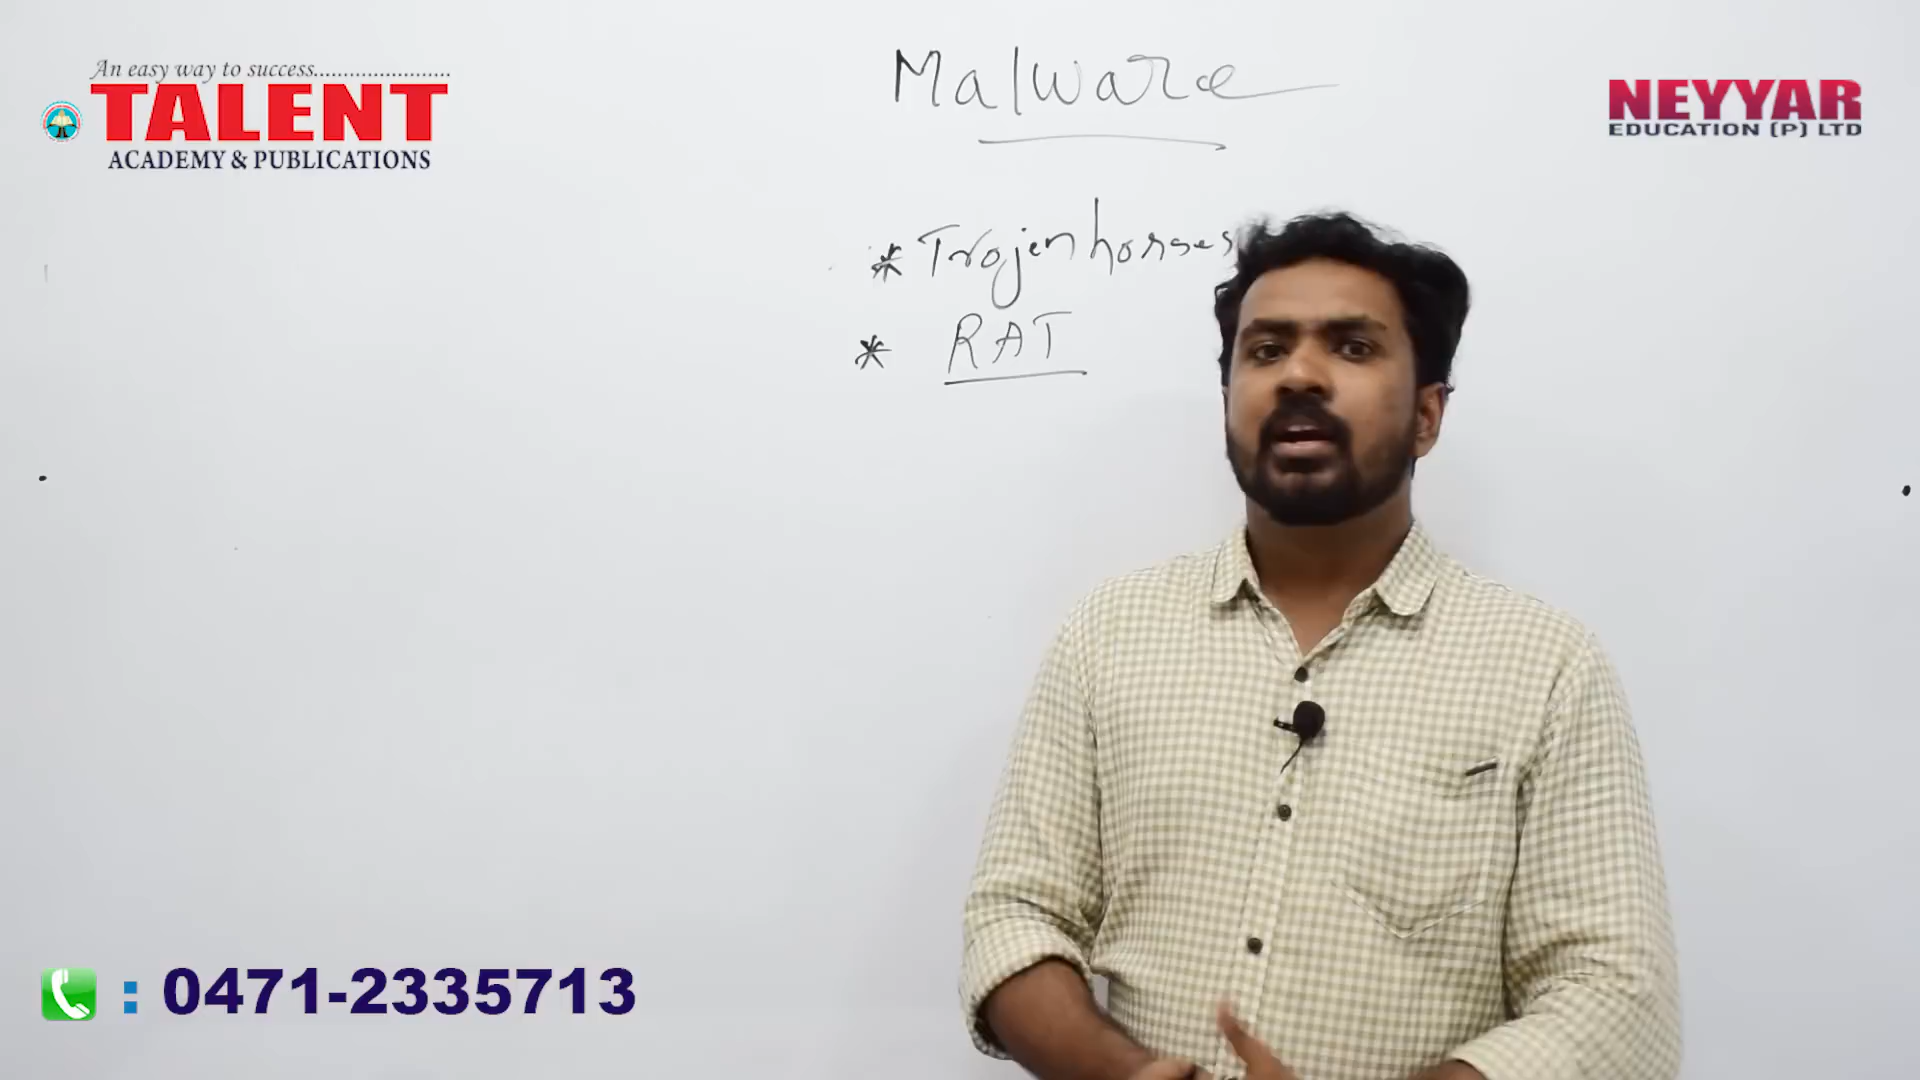 An easy way to success.......................
TALENT
ACADEMY & PUBLICATIONS
NEYYAR
EDUCATION (P) LTD
Malware
* Trojen horses
* RAT
: 0471-2335713